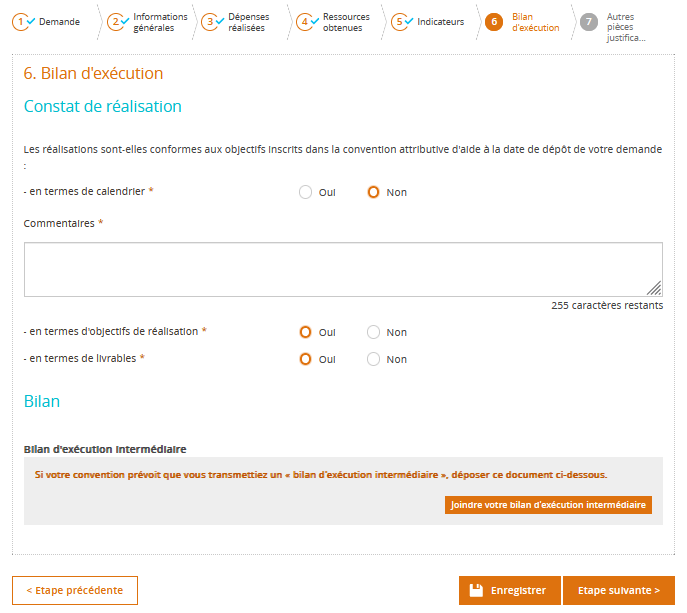 1 Demande
2 Informations générales
3 Dépenses réalisées
4 Ressources obtenues
5 Indicateurs
6 Bilan d'exécution
7 Autres pièces justifica...
6. Bilan d'exécution
Constat de réalisation
Les réalisations sont-elles conformes aux objectifs inscrits dans la convention attributive d'aide à la date de dépôt de votre demande
:
- en termes de calendrier * Oui Non
Commentaires *
255 caractères restants
- en termes d'objectifs de réalisation * Oui Non
- en termes de livrables * Oui Non
Bilan
Bilan d'exécution intermédiaire
Si votre convention prévoit que vous transmettiez un « bilan d'exécution intermédiaire », déposer ce document ci-dessous.
Joindre votre bilan d'exécution intermédiaire
< Etape précédente Enregistrer Etape suivante >